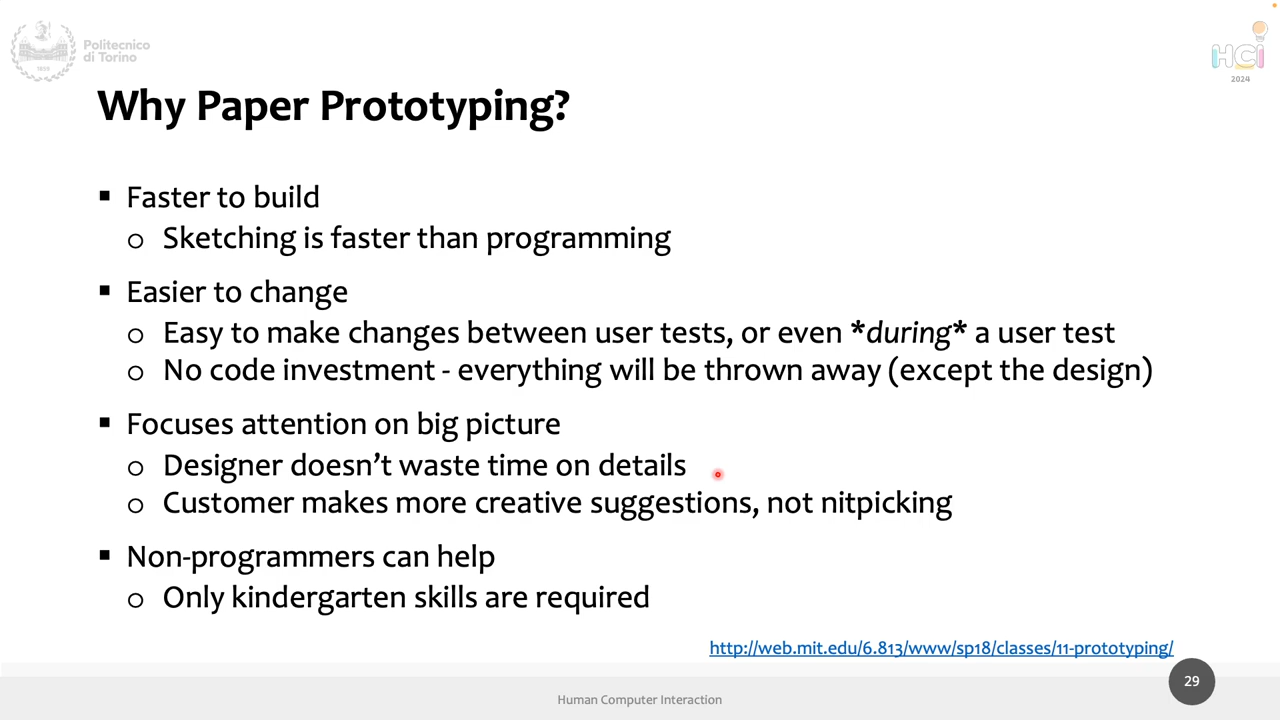 Politecnico
di Torino
1859
HCI
2024
Why Paper Prototyping?
▪ Faster to build
o Sketching is faster than programming
▪ Easier to change
o Easy to make changes between user tests, or even *during* a user test
o No code investment - everything will be thrown away (except the design)
▪ Focuses attention on big picture
o Designer doesn't waste time on details
o Customer makes more creative suggestions, not nitpicking
▪ Non-programmers can help
o Only kindergarten skills are required
http://web.mit.edu/6.813/www/sp18/classes/11-prototyping/
Human Computer Interaction
29